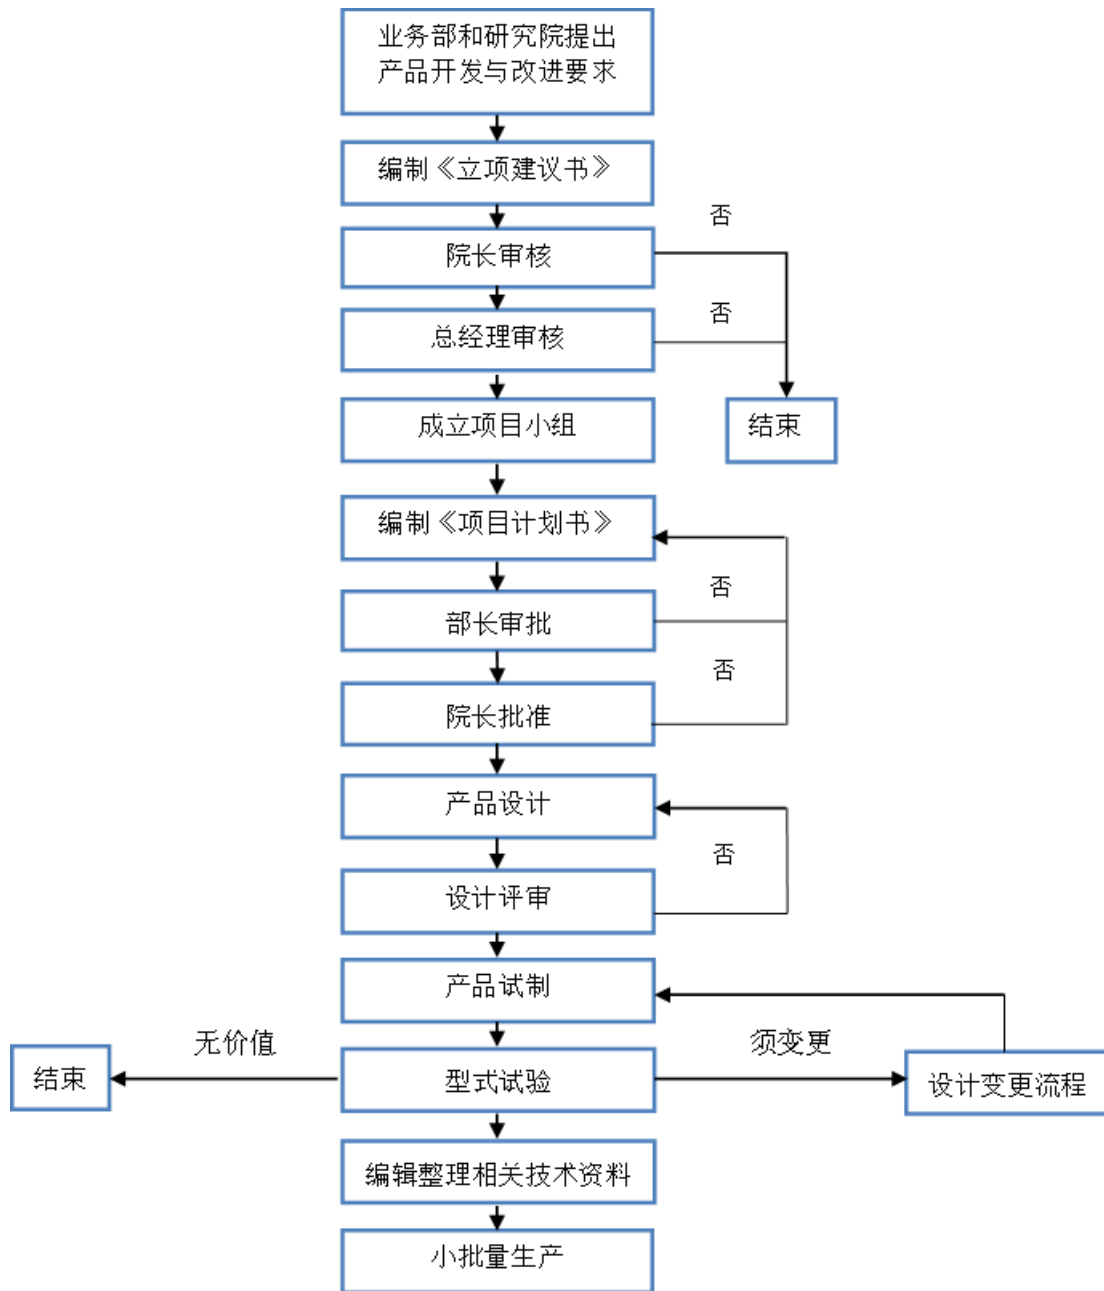 业务部和研究院提出
产品开发与改进要求
编制《立项建议书》
否
院长审核
否
总经理审核
成立项目小组
结束
编制《项目计划书》
否
部长审批
否
院长批准
产品设计
否
设计评审
产品试制
无价值
须变更
结束
型式试验
设计变更流程
编辑整理相关技术资料
小批量生产